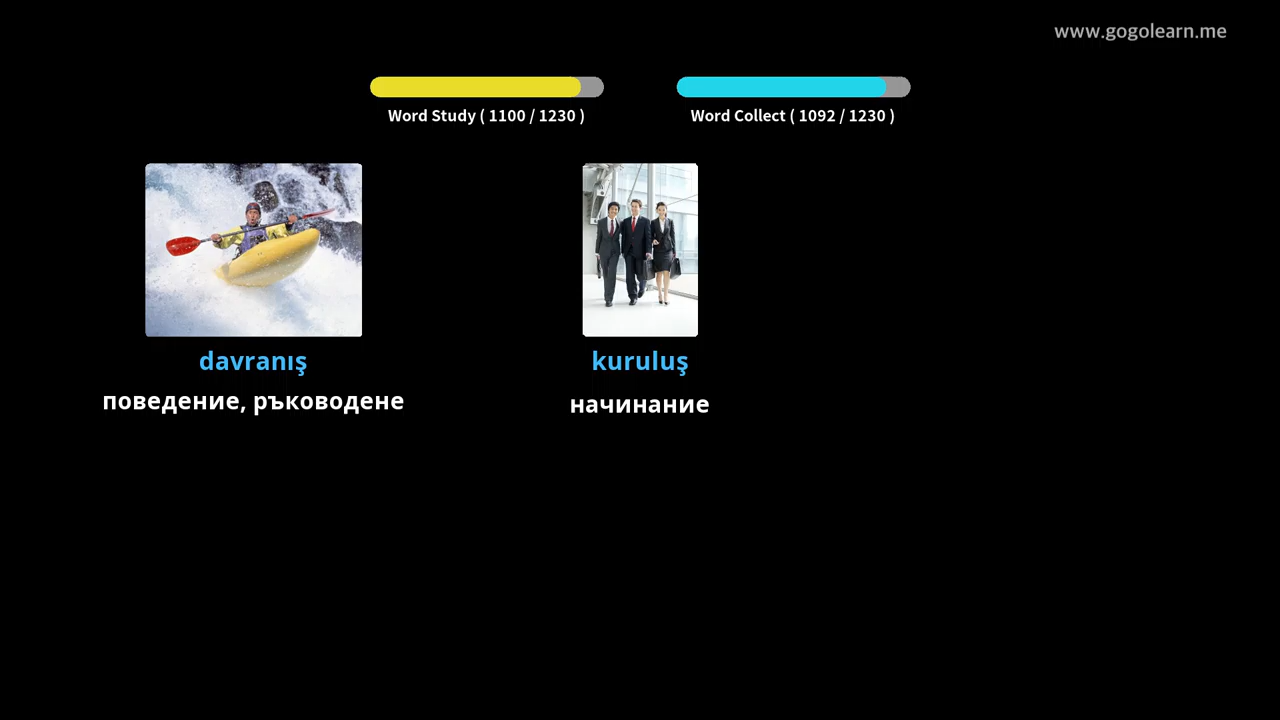 www.gogolearn.me
Word Study ( 1100 / 1230 )
Word Collect ( 1092 / 1230 )
davranış
поведение, ръководене
kuruluş
начинание